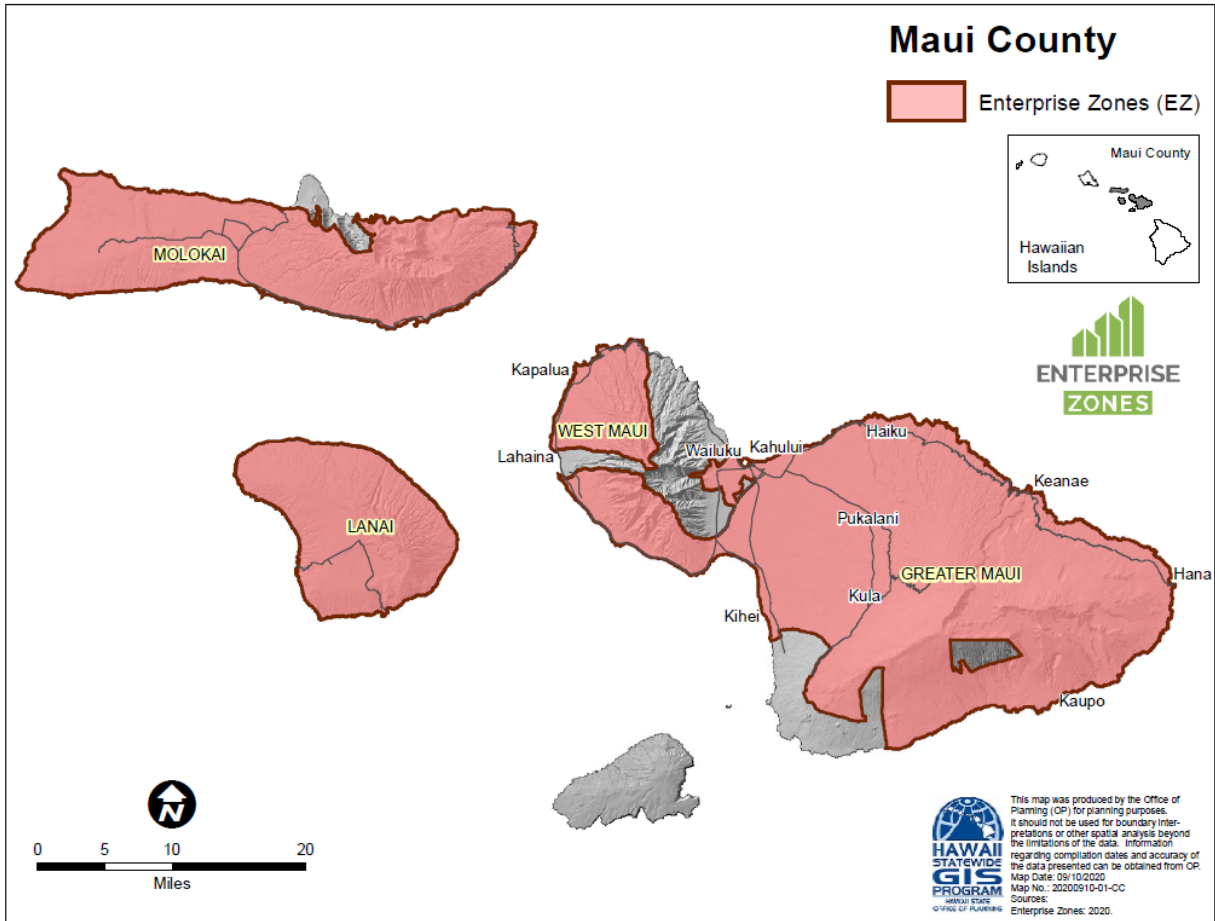 Maui County
Enterprise Zones (EZ)
Maui County
Hawaiian
Islands
ENTERPRISE
ZONES
MOLOKAI
Kapalua
WEST MAUI
Lahaina
Wailuku
Kahului
Haiku
Keanae
LANAI
Pukalani
GREATER MAUI
Hana
Kula
Kihei
Kaupo
N
0 5 10 20
Miles
HAWAII
STATEWIDE
GIS
PROGRAM
HAWAII STATE
OFFICE OF PLANNING
This map was produced by the Office of
Planning (OP) for planning purposes.
It should not be used for boundary inter-
pretations or other spatial analysis beyond
the limitations of the data. Information
regarding compilation dates and accuracy of
the data presented can be obtained from OP.
Map Date: 09/10/2020
Map No.: 20200910-01-CC
Sources:
Enterprise Zones: 2020.